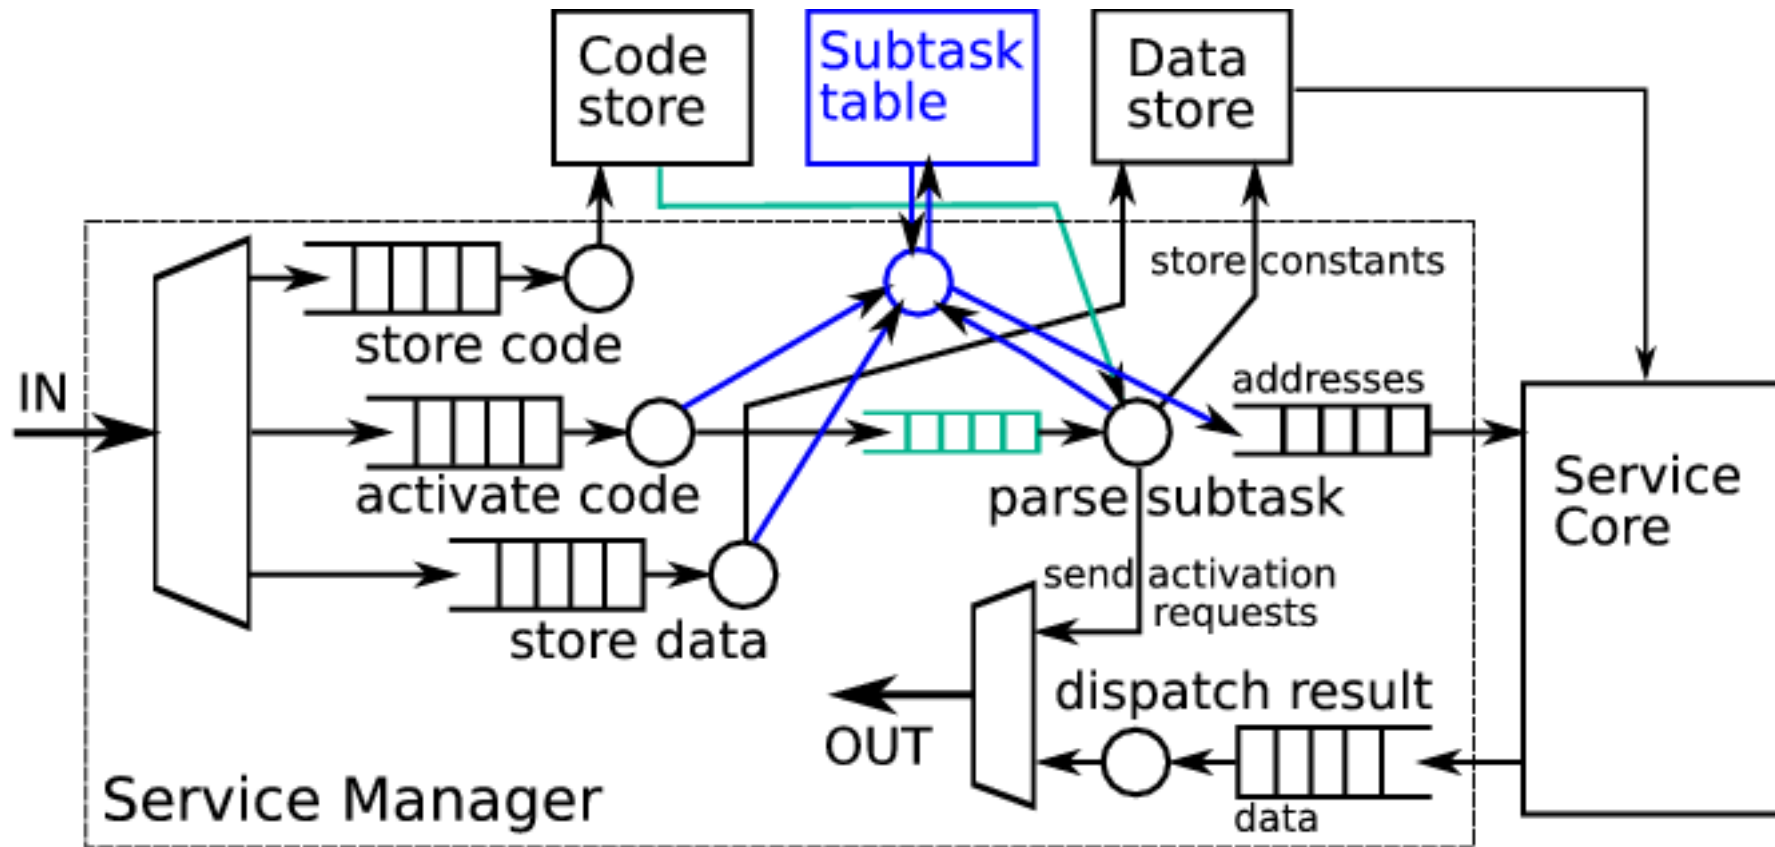 Code
store
Subtask
table
Data
store
store constants
store code
IN
addresses
activate code
parse subtask
Service
Core
send activation
requests
store data
dispatch result
OUT
Service Manager
data